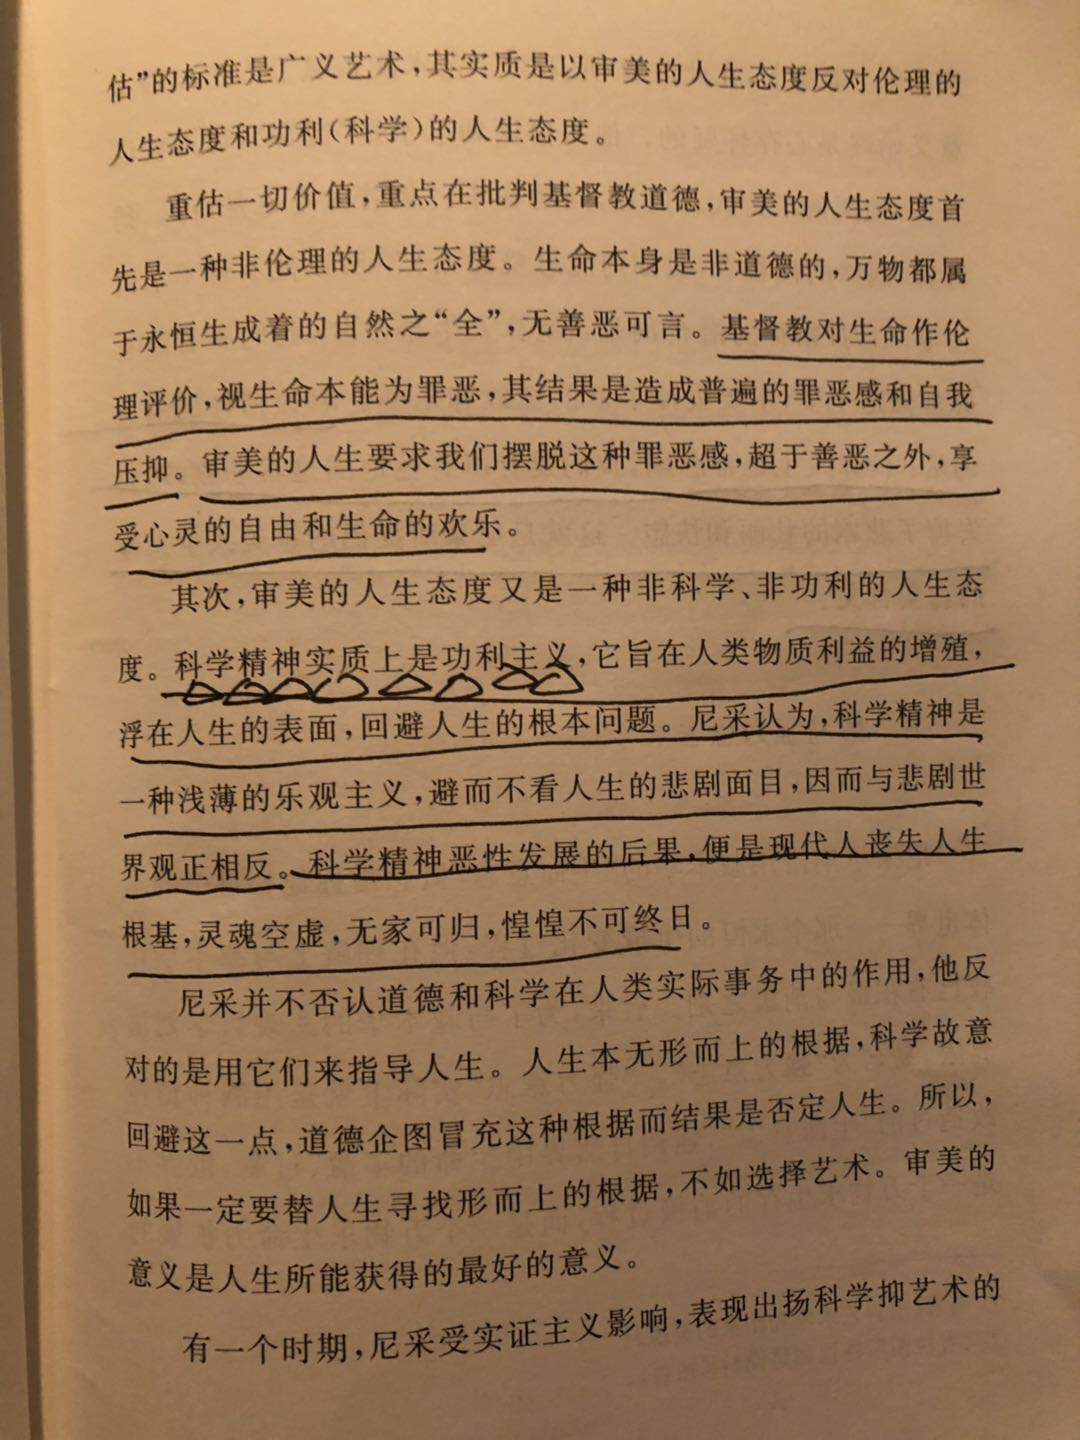 估”的标准是广义艺术，其实质是以审美的人生态度反对伦理的
人生态度和功利（科学）的人生态度。
重估一切价值，重点在批判基督教道德，审美的人生态度首
先是一种非伦理的人生态度。生命本身是非道德的，万物都属
于永恒生成着的自然之“全”，无善恶可言。基督教对生命作伦
理评价，视生命本能为罪恶，其结果是造成普遍的罪恶感和自我
压抑。审美的人生要求我们摆脱这种罪恶感，超于善恶之外，享
受心灵的自由和生命的欢乐。
其次，审美的人生态度又是一种非科学、非功利的人生态
度。科学精神实质上是功利主义，它旨在人类物质利益的增殖，
浮在人生的表面，回避人生的根本问题。尼采认为，科学精神是
一种浅薄的乐观主义，避而不看人生的悲剧面目，因而与悲剧世
界观正相反。科学精神恶性发展的后果，便是现代人丧失人生
根基，灵魂空虚，无家可归，惶惶不可终日。
尼采并不否认道德和科学在人类实际事务中的作用，他反
对的是用它们来指导人生。人生本无形而上的根据，科学故意
回避这一点，道德企图冒充这种根据而结果是否定人生。所以，
如果一定要替人生寻找形而上的根据，不如选择艺术。审美的
意义是人生所能获得的最好的意义。
有一个时期，尼采受实证主义影响，表现出扬科学抑艺术的